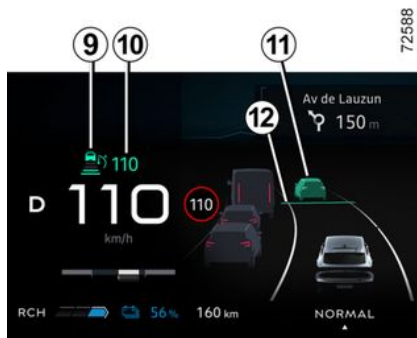 72588
9 10 11
12
Av de Lauzun
150 m
110
D 110 110
km/h
RCH 56% 160 km NORMAL